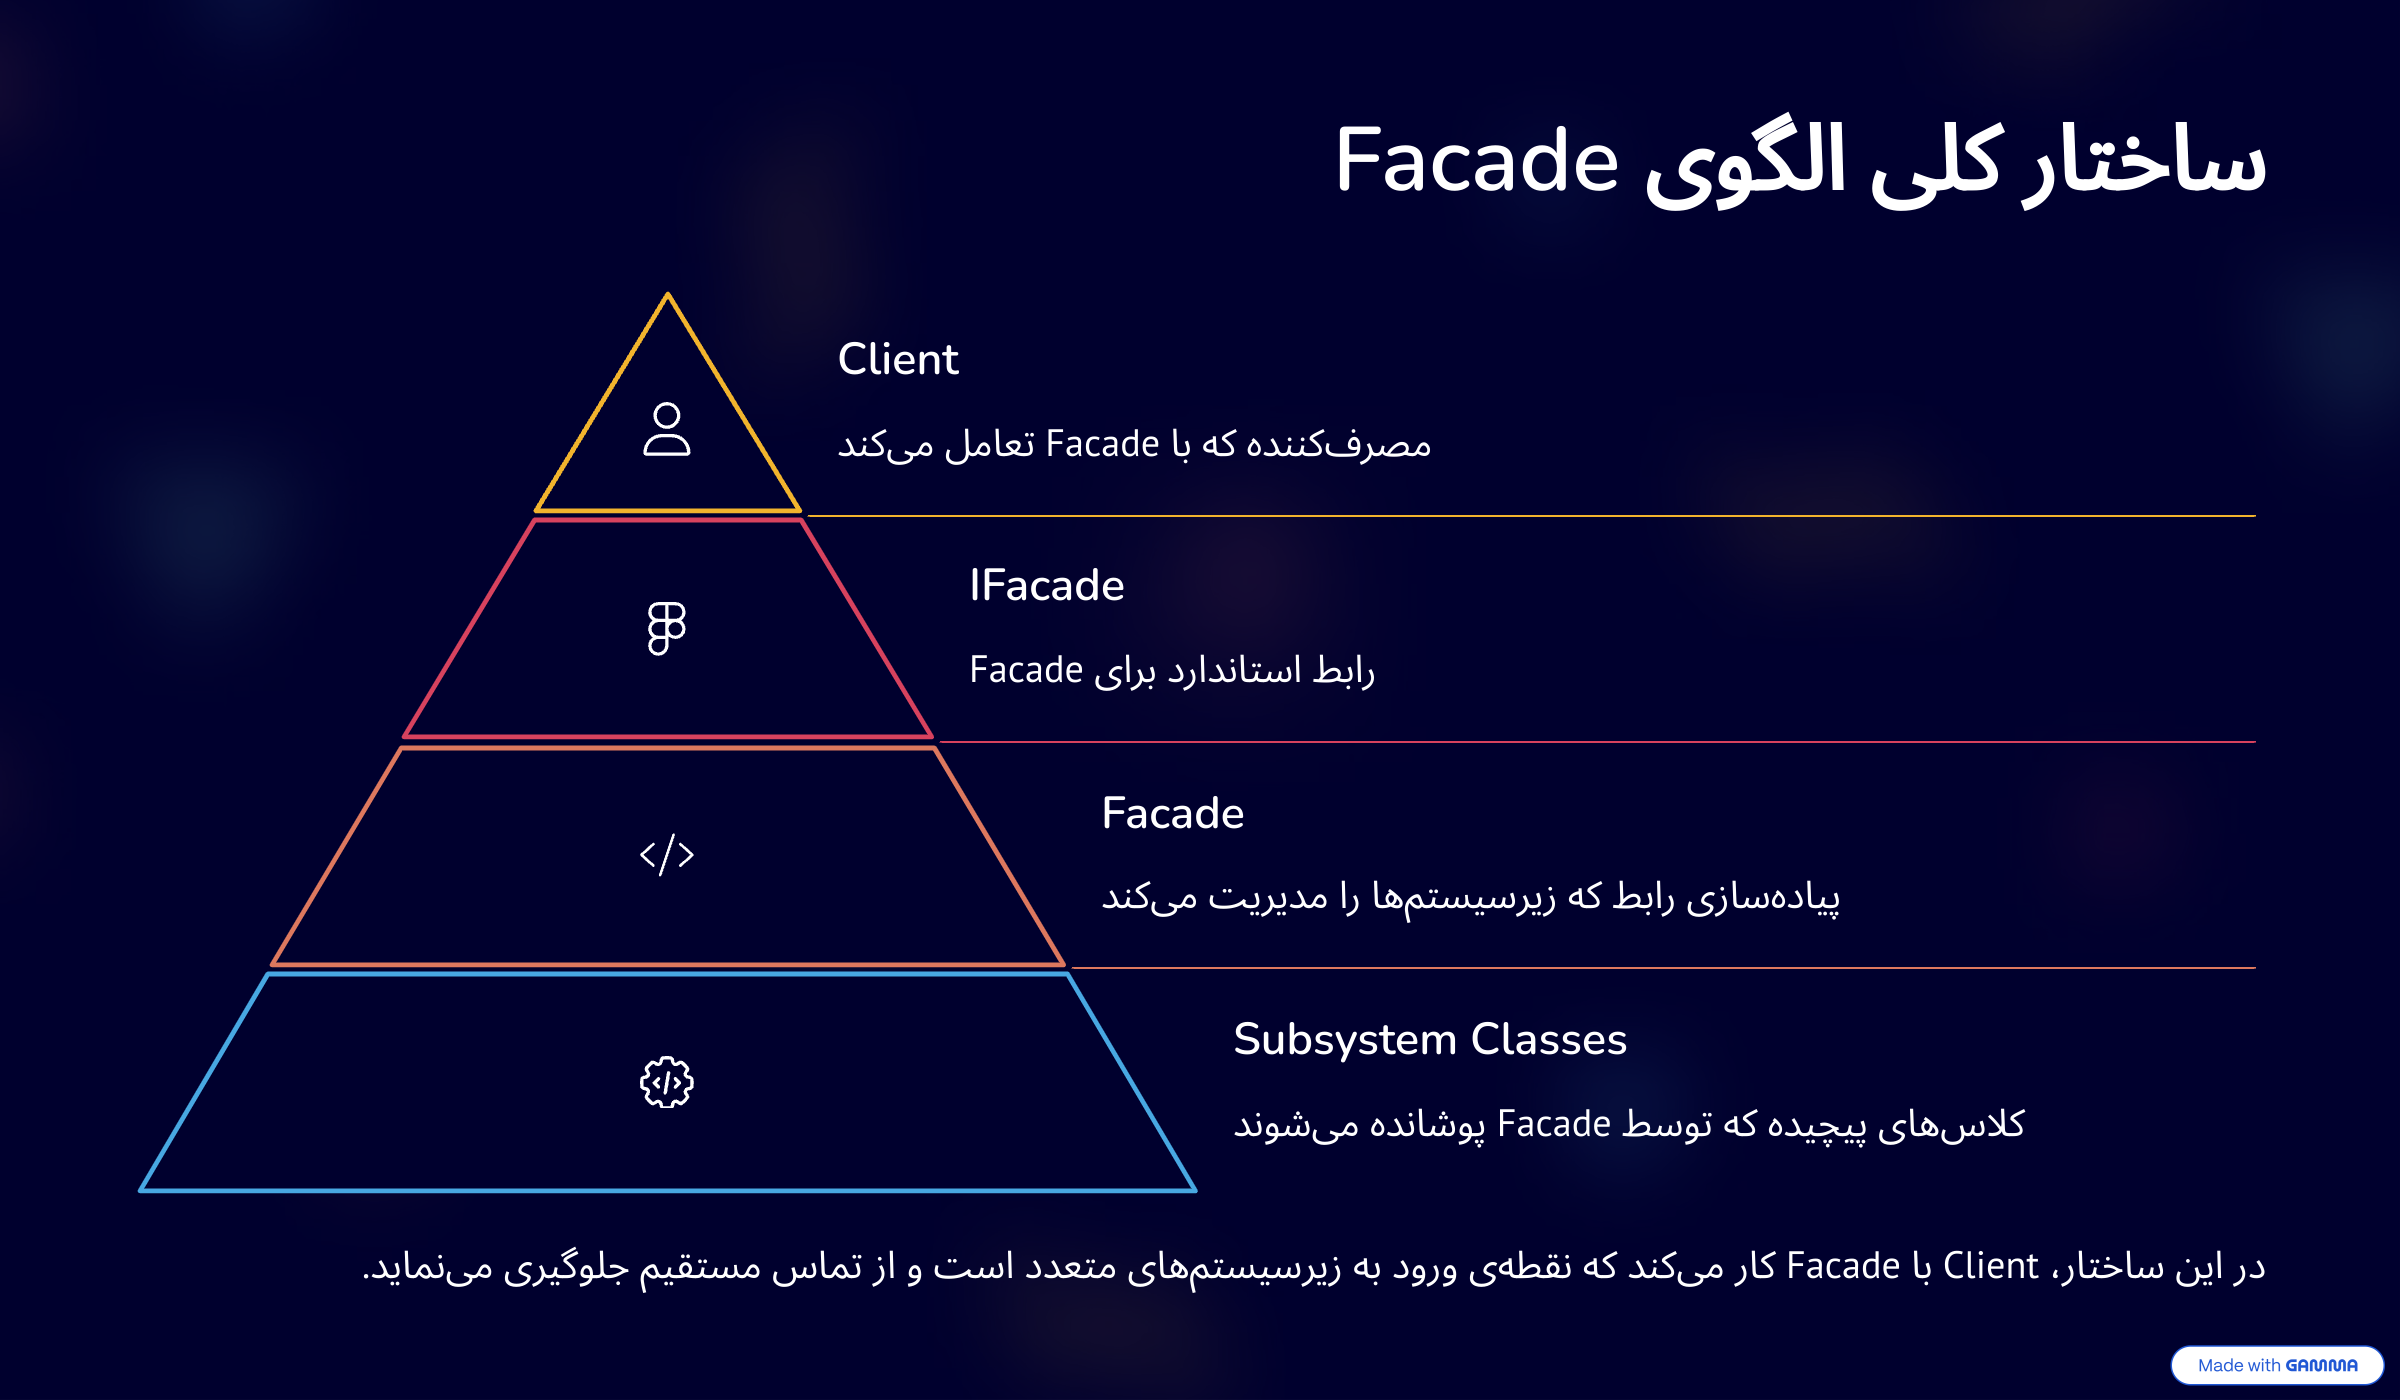 ساختار کلی الگوی Facade
Client
مصرف‌کننده که با Facade تعامل می‌کند
IFacade
رابط استاندارد برای Facade
Facade
پیاده‌سازی رابط که زیرسیستم‌ها را مدیریت می‌کند
Subsystem Classes
کلاس‌های پیچیده که توسط Facade پوشانده می‌شوند
در این ساختار، Client با Facade کار می‌کند که نقطه‌ی ورود به زیرسیستم‌های متعدد است و از تماس مستقیم جلوگیری می‌نماید.
Made with GAMMA